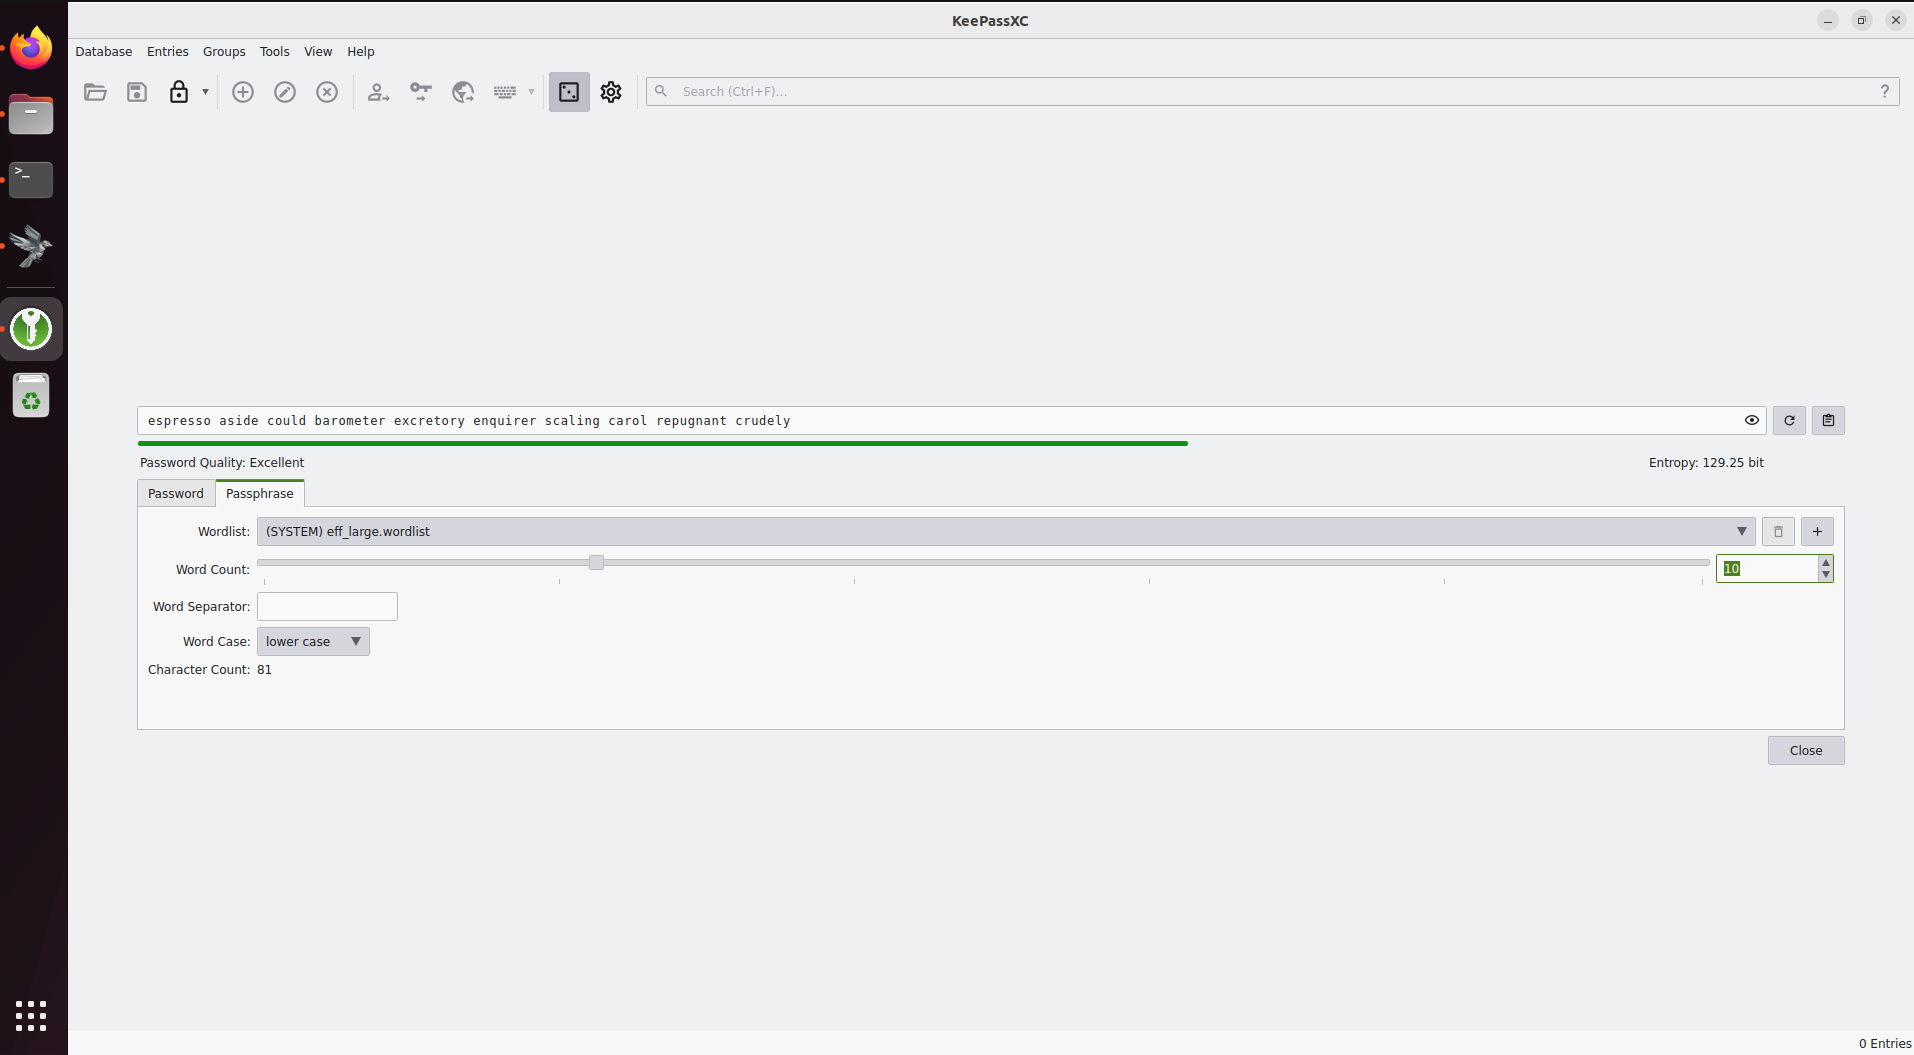 KeePassXC
Database Entries Groups Tools View Help
Search (Ctrl+F)...
espresso aside could barometer excretory enquirer scaling carol repugnant crudely
Password Quality: Excellent Entropy: 129.25 bit
Password Passphrase
Wordlist: (SYSTEM) eff_large.wordlist
Word Count: 10
Word Separator:
Word Case: lower case
Character Count: 81
Close
0 Entries